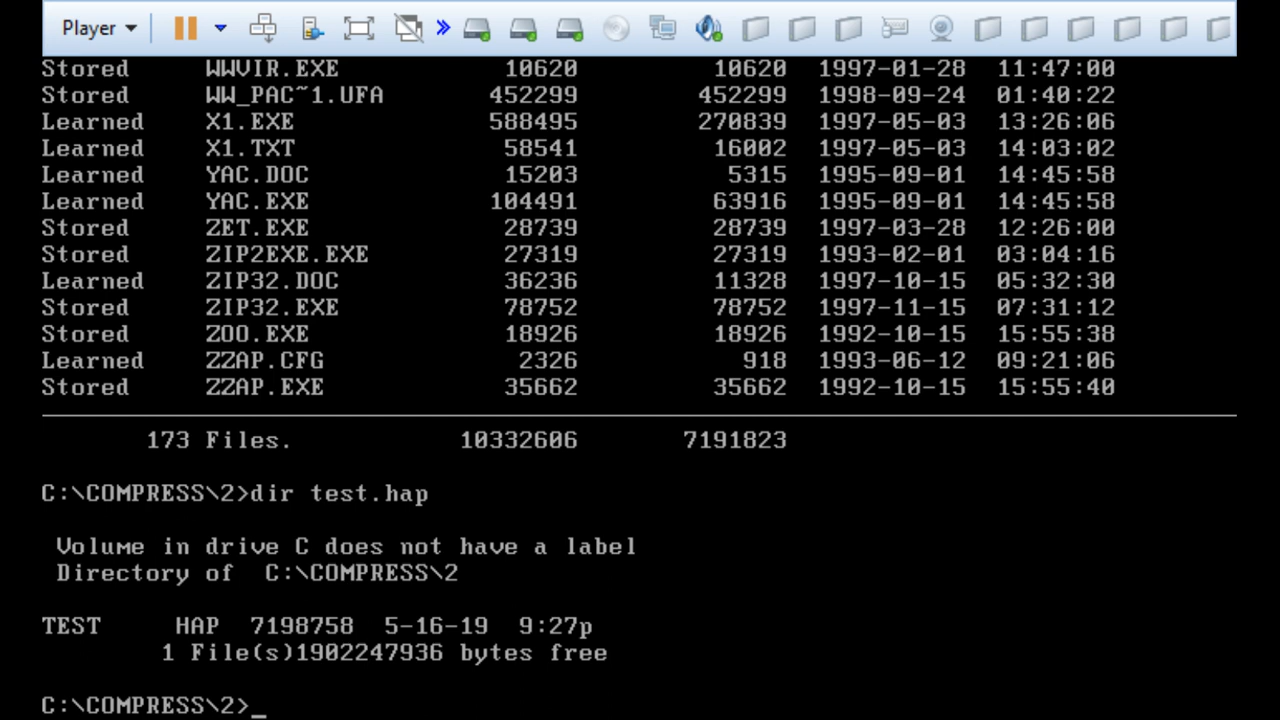 Player
Stored WWVIR.EXE 10620 10620 1997-01-28 11:47:00
Stored WW_PAC~1.UFA 452299 452299 1998-09-24 01:40:22
Learned X1.EXE 588495 270839 1997-05-03 13:26:06
Learned X1.TXT 58541 16002 1997-05-03 14:03:02
Learned YAC.DOC 15203 5315 1995-09-01 14:45:58
Learned YAC.EXE 104491 63916 1995-09-01 14:45:58
Stored ZET.EXE 28739 28739 1997-03-28 12:26:00
Stored ZIP2EXE.EXE 27319 27319 1993-02-01 03:04:16
Learned ZIP32.DOC 36236 11328 1997-10-15 05:32:30
Stored ZIP32.EXE 78752 78752 1997-11-15 07:31:12
Stored ZOO.EXE 18926 18926 1992-10-15 15:55:38
Learned ZZAP.CFG 2326 918 1993-06-12 09:21:06
Stored ZZAP.EXE 35662 35662 1992-10-15 15:55:40
173 Files. 10332606 7191823
C:\COMPRESS\2>dir test.hap
Volume in drive C does not have a label
Directory of C:\COMPRESS\2
TEST HAP 7198758 5-16-19 9:27p
1 File(s)1902247936 bytes free
C:\COMPRESS\2>_